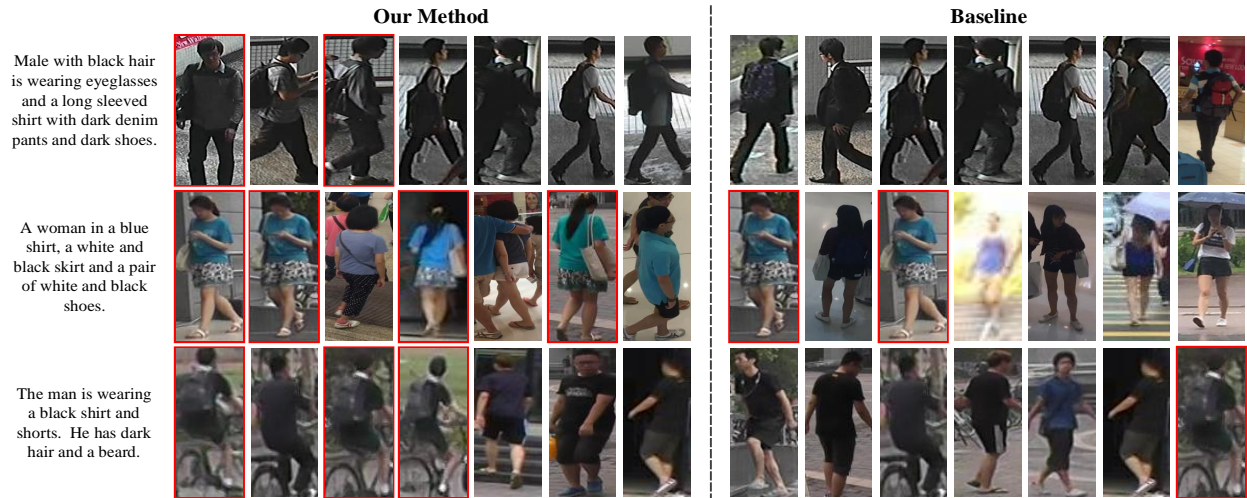 Our Method
Baseline
Male with black hair
is wearing eyeglasses
and a long sleeved
shirt with dark denim
pants and dark shoes.
A woman in a blue
shirt, a white and
black skirt and a pair
of white and black
shoes.
The man is wearing
a black shirt and
shorts. He has dark
hair and a beard.